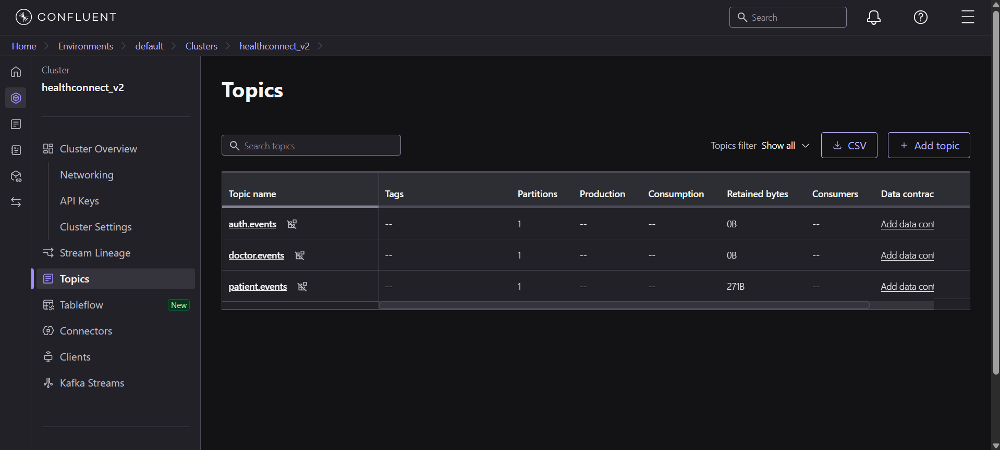 CONFLUENT
Search
Home
Environments
default
Clusters
healthconnect_v2
Cluster
healthconnect_v2
Cluster Overview
Networking
API Keys
Cluster Settings
Stream Lineage
Topics
Tableflow New
Connectors
Clients
Kafka Streams
Topics
Search topics
Topics filter Show all
CSV
+ Add topic
Topic name Tags Partitions Production Consumption Retained bytes Consumers Data contrac
auth.events -- 1 -- -- 0B -- Add data cont
doctor.events -- 1 -- -- 0B -- Add data cont
patient.events -- 1 -- -- 271B -- Add data cont